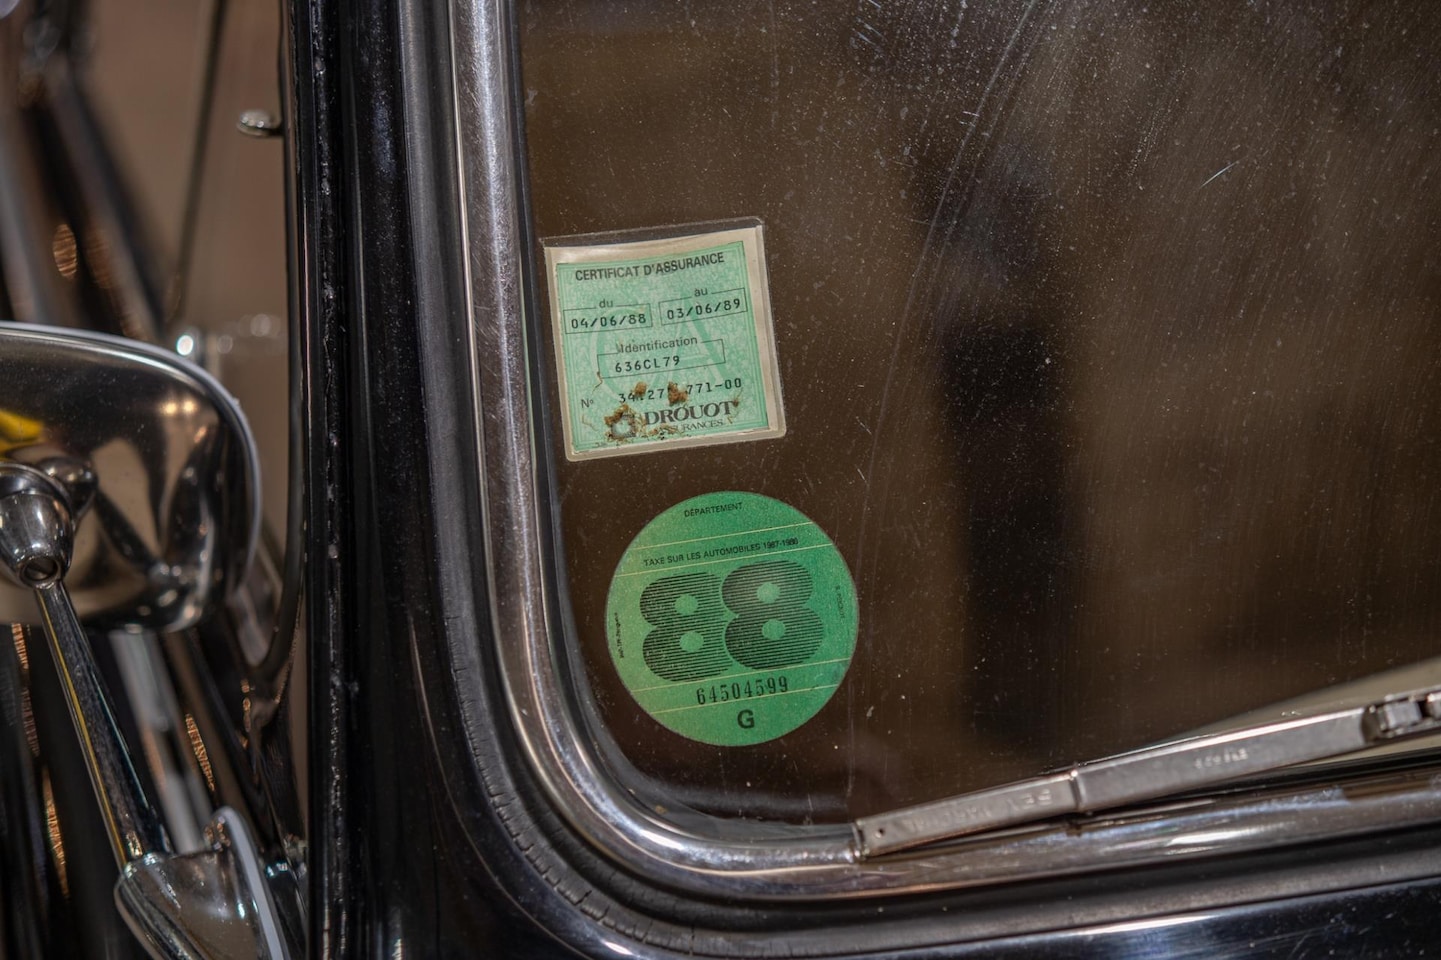 CERTIFICAT D'ASSURANCE
du au
04/06/88 03/06/89
Identification
636CL79
N° 771-00
DROUOT
ASSURANCES
DÉPARTEMENT
TAXE SUR LES AUTOMOBILES 1987-1988
88
64504599
G